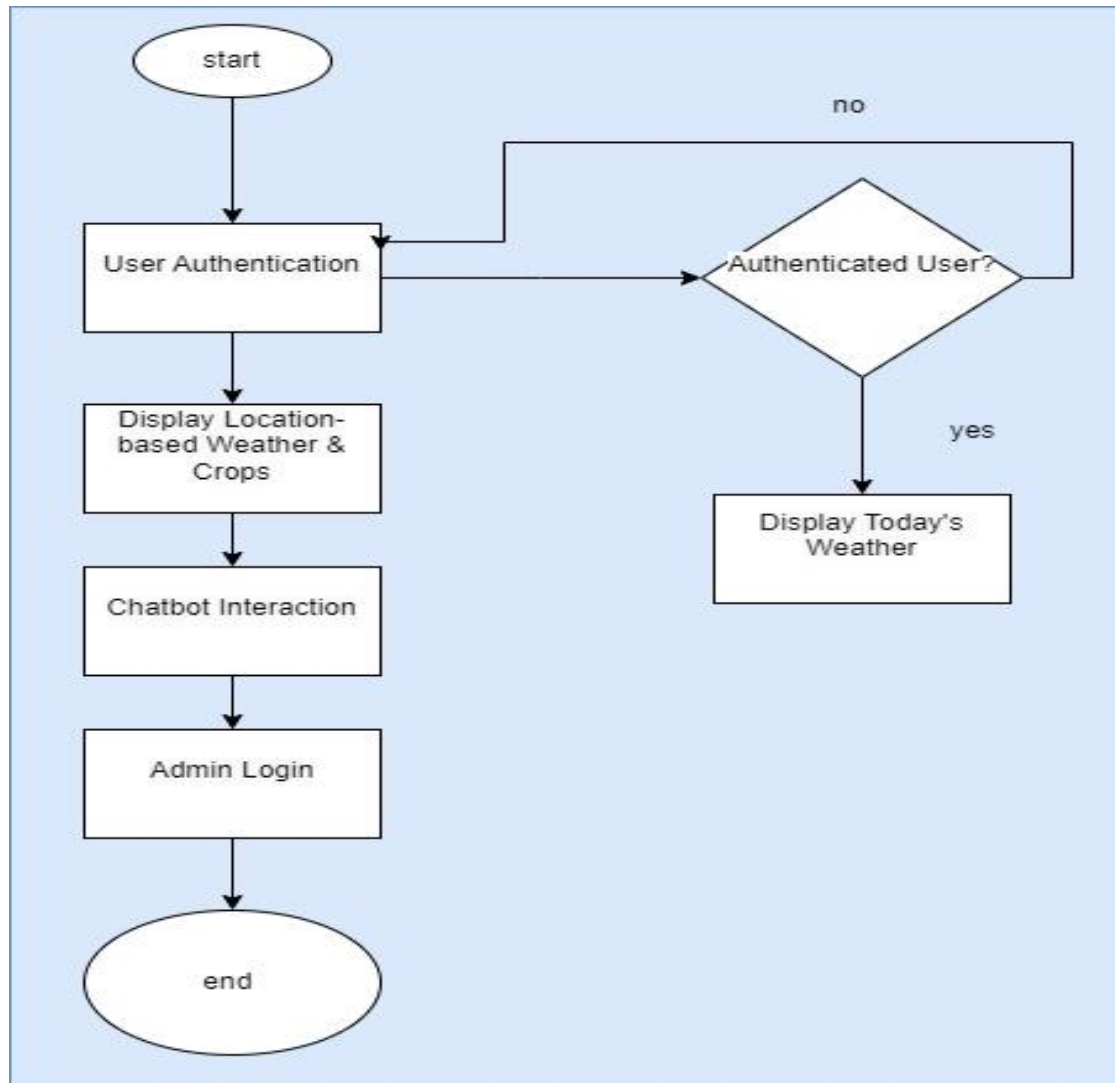 start
no
User Authentication
Authenticated User?
Display Location-
based Weather &
Crops
yes
Display Today's
Weather
Chatbot Interaction
Admin Login
end